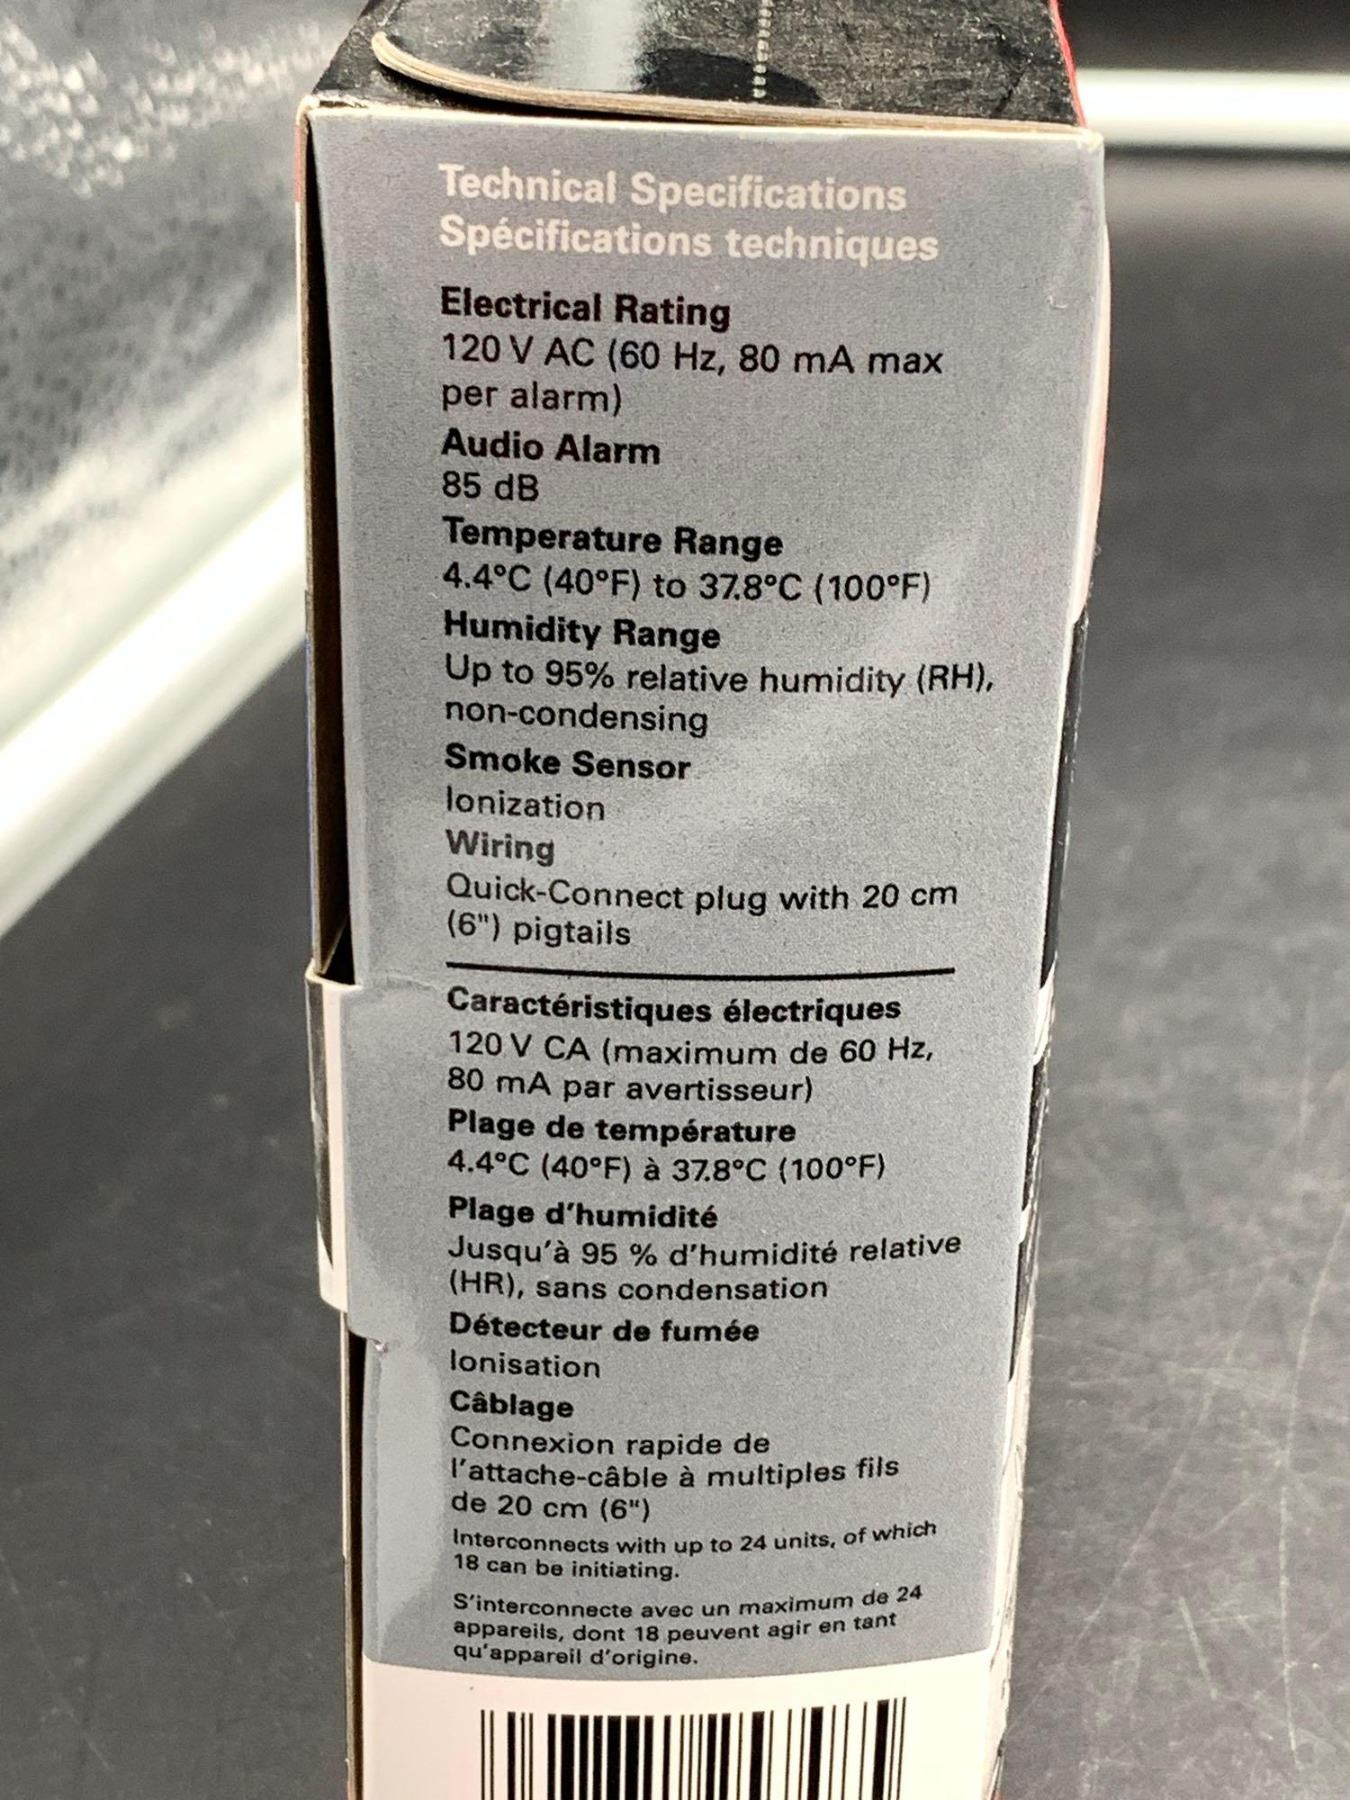 Technical Specifications
Spécifications techniques
Electrical Rating
120 V AC (60 Hz, 80 mA max
per alarm)
Audio Alarm
85 dB
Temperature Range
4.4°C (40°F) to 37.8°C (100°F)
Humidity Range
Up to 95% relative humidity (RH),
non-condensing
Smoke Sensor
Ionization
Wiring
Quick-Connect plug with 20 cm
(6") pigtails
Caractéristiques électriques
120 V CA (maximum de 60 Hz,
80 mA par avertisseur)
Plage de température
4.4°C (40°F) à 37.8°C (100°F)
Plage d'humidité
Jusqu'à 95 % d'humidité relative
(HR), sans condensation
Détecteur de fumée
Ionisation
Câblage
Connexion rapide de
l'attache-câble à multiples fils
de 20 cm (6")
Interconnects with up to 24 units, of which
18 can be initiating.
S'interconnecte avec un maximum de 24
appareils, dont 18 peuvent agir en tant
qu'appareil d'origine.